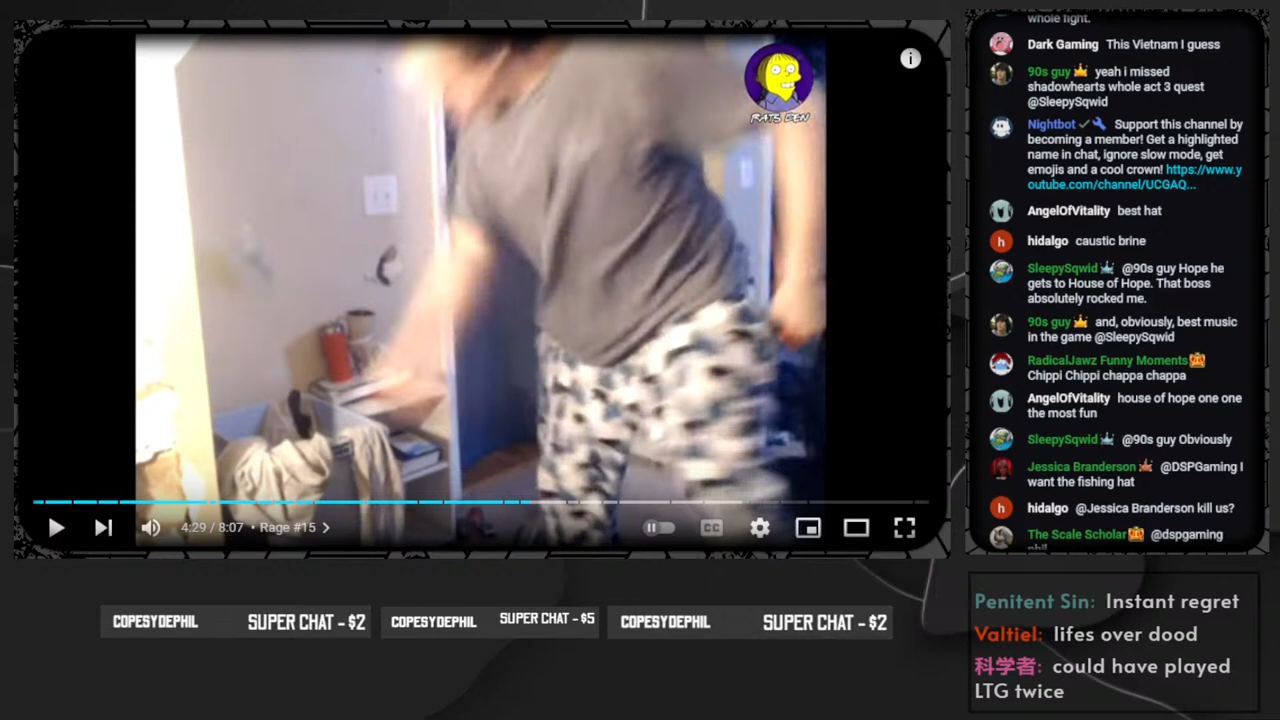 RATS DEN
4:29 / 8:07 • Rage #15
CC
COPESYDEPHIL SUPER CHAT - $2
COPESYDEPHIL SUPER CHAT - $5
COPESYDEPHIL SUPER CHAT - $2
whole fight.
Dark Gaming This Vietnam I guess
90s guy yeah i missed
shadowhearts whole act 3 quest
@SleepySqwid
Nightbot Support this channel by
becoming a member! Get a highlighted
name in chat, ignore slow mode, get
emojis and a cool crown! https://www.y
outube.com/channel/UCGAQ...
AngelOfVitality best hat
hidalgo caustic brine
SleepySqwid @90s guy Hope he
gets to House of Hope. That boss
absolutely rocked me.
90s guy and, obviously, best music
in the game @SleepySqwid
RadicalJawz Funny Moments
Chippi Chippi chappa chappa
AngelOfVitality house of hope one one
the most fun
SleepySqwid @90s guy Obviously
Jessica Branderson @DSPGaming I
want the fishing hat
hidalgo @Jessica Branderson kill us?
The Scale Scholar @dspgaming
phil
Penitent Sin: Instant regret
Valtiel: lifes over dood
科学者: could have played
LTG twice